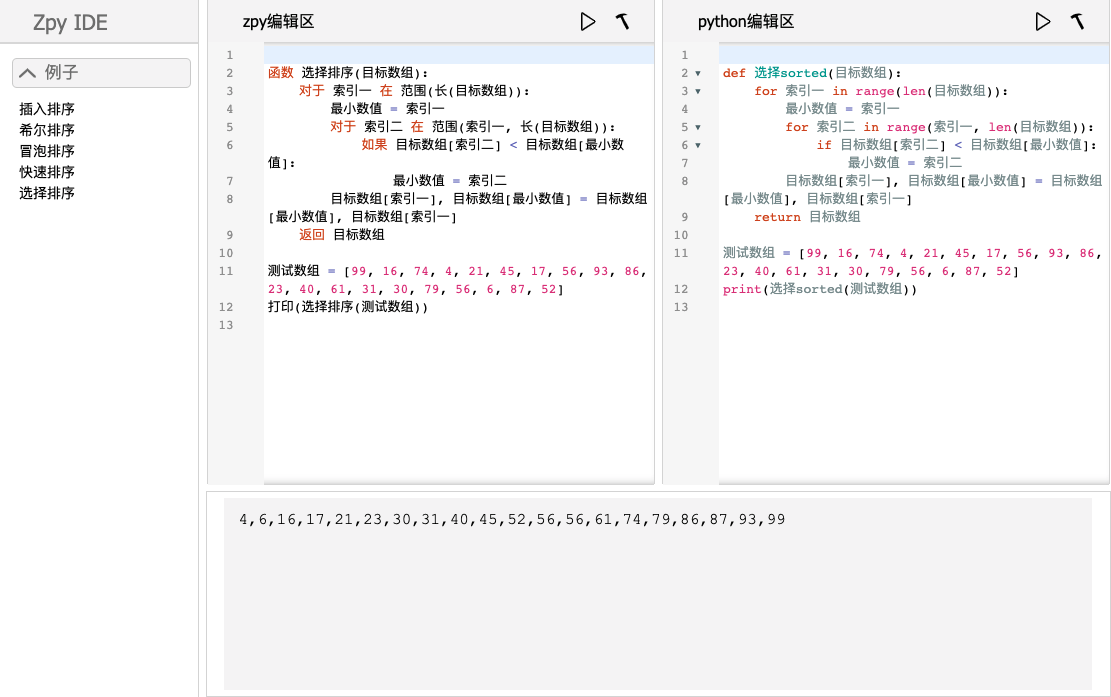 Zpy IDE
例子
插入排序
希尔排序
冒泡排序
快速排序
选择排序
zpy编辑区
1
2 函数 选择排序(目标数组):
3 对于 索引一 在 范围(长(目标数组)):
4 最小数值 = 索引一
5 对于 索引二 在 范围(索引一, 长(目标数组)):
6 如果 目标数组[索引二] < 目标数组[最小数
值]:
7 最小数值 = 索引二
8 目标数组[索引一], 目标数组[最小数值] = 目标数组
[最小数值], 目标数组[索引一]
9 返回 目标数组
10
11 测试数组 = [99, 16, 74, 4, 21, 45, 17, 56, 93, 86,
23, 40, 61, 31, 30, 79, 56, 6, 87, 52]
12 打印(选择排序(测试数组))
13
python编辑区
1
2 def 选择sorted(目标数组):
3 for 索引一 in range(len(目标数组)):
4 最小数值 = 索引一
5 for 索引二 in range(索引一, len(目标数组)):
6 if 目标数组[索引二] < 目标数组[最小数值]:
7 最小数值 = 索引二
8 目标数组[索引一], 目标数组[最小数值] = 目标数组
[最小数值], 目标数组[索引一]
9 return 目标数组
10
11 测试数组 = [99, 16, 74, 4, 21, 45, 17, 56, 93, 86,
23, 40, 61, 31, 30, 79, 56, 6, 87, 52]
12 print(选择sorted(测试数组))
13
4,6,16,17,21,23,30,31,40,45,52,56,56,61,74,79,86,87,93,99